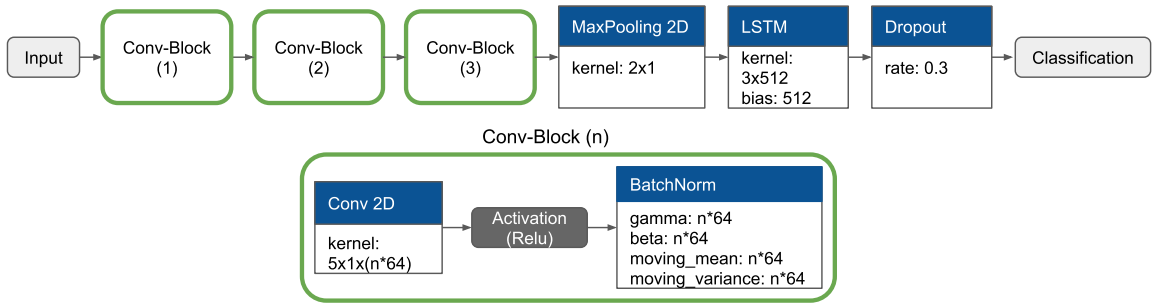 Input
Conv-Block
(1)
Conv-Block
(2)
Conv-Block
(3)
MaxPooling 2D
kernel: 2x1
LSTM
kernel:
3x512
bias: 512
Dropout
rate: 0.3
Classification
Conv-Block (n)
Conv 2D
kernel:
5x1x(n*64)
Activation
(Relu)
BatchNorm
gamma: n*64
beta: n*64
moving_mean: n*64
moving_variance: n*64